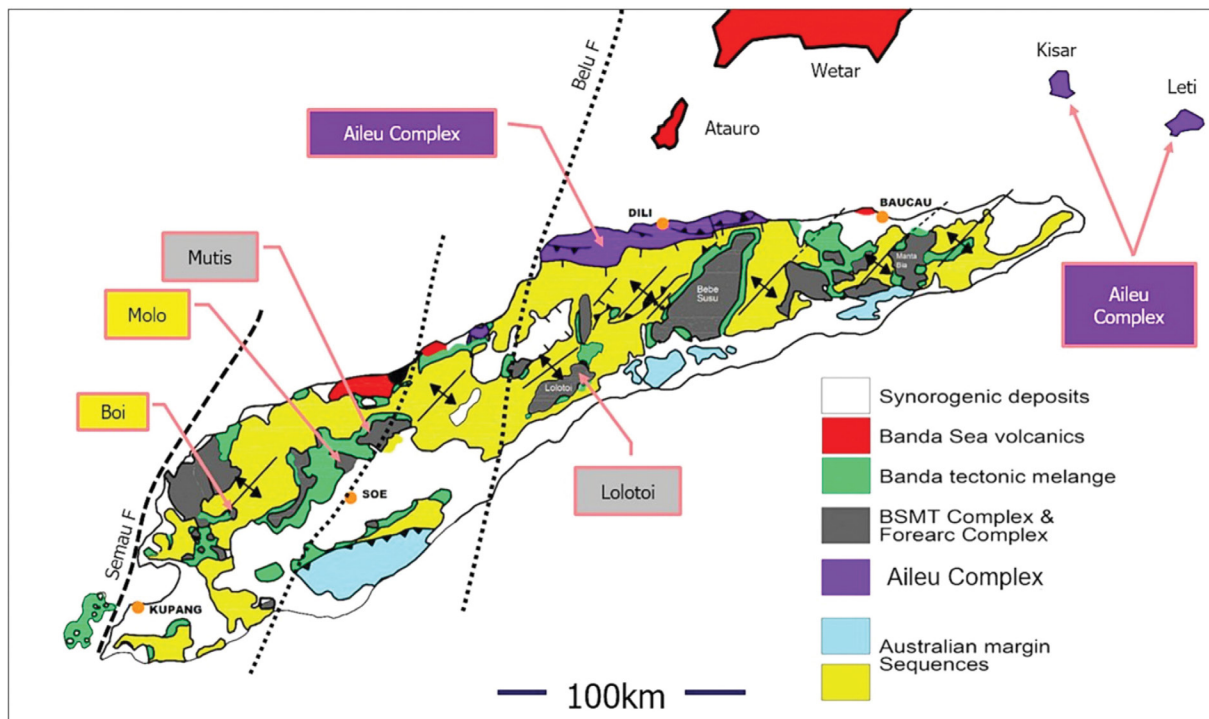 Kisar
Leti
Wetar
Atauro
Belu F
Aileu Complex
DILI
BAUCAU
Manta
Bia
Mutis
Bebe
Susu
Aileu
Complex
Molo
Lolotoi
Boi
Lolotoi
SOE
Semau F
KUPANG
Synorogenic deposits
Banda Sea volcanics
Banda tectonic melange
BSMT Complex &
Forearc Complex
Aileu Complex
Australian margin
Sequences
100km